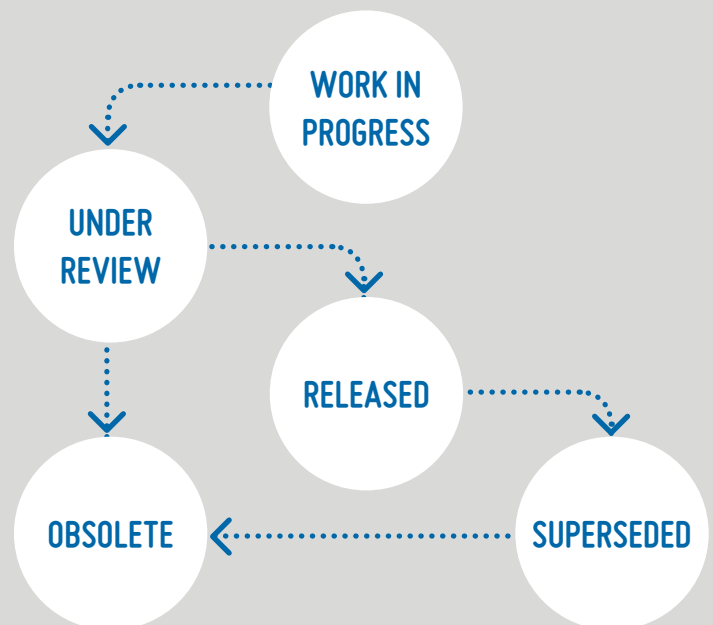 WORK IN
PROGRESS
UNDER
REVIEW
RELEASED
OBSOLETE
SUPERSEDED